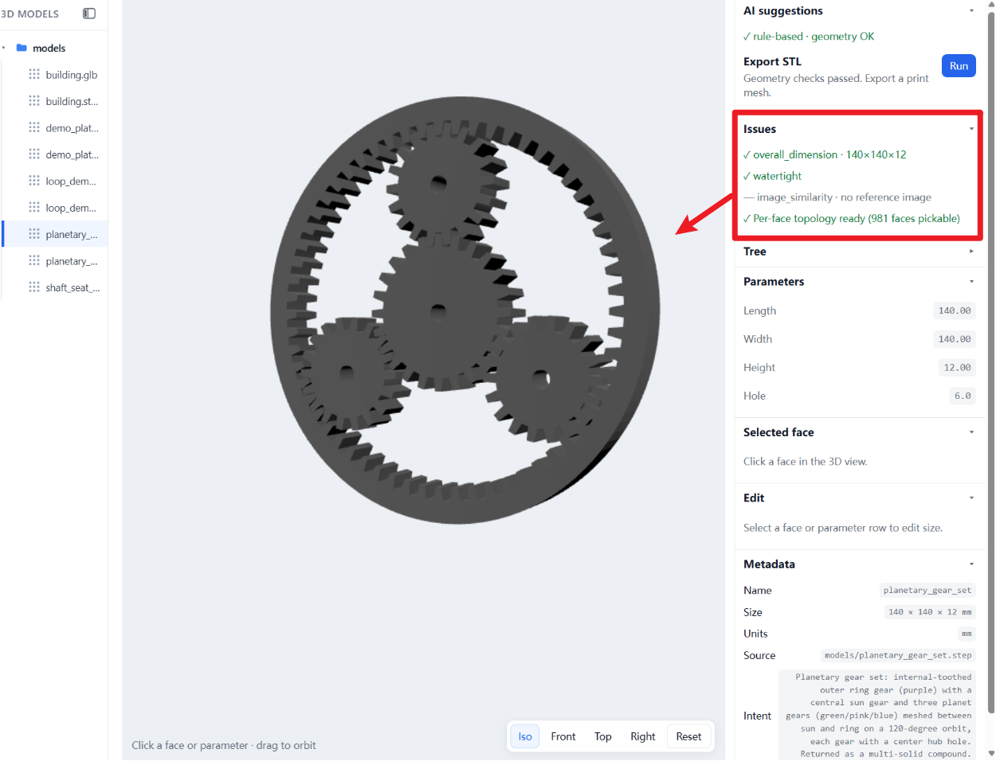 3D MODELS
models
building.glb
building.st...
demo_plat...
demo_plat...
loop_dem...
loop_dem...
planetary_...
planetary_...
shaft_seat_...
Click a face or parameter · drag to orbit
Iso
Front
Top
Right
Reset
AI suggestions
✓ rule-based · geometry OK
Export STL
Geometry checks passed. Export a print
mesh.
Run
Issues
✓ overall_dimension · 140×140×12
✓ watertight
— image_similarity · no reference image
✓ Per-face topology ready (981 faces pickable)
Tree
Parameters
Length 140.00
Width 140.00
Height 12.00
Hole 6.0
Selected face
Click a face in the 3D view.
Edit
Select a face or parameter row to edit size.
Metadata
Name planetary_gear_set
Size 140 × 140 × 12 mm
Units mm
Source models/planetary_gear_set.step
Intent
Planetary gear set: internal-toothed
outer ring gear (purple) with a
central sun gear and three planet
gears (green/pink/blue) meshed between
sun and ring on a 120-degree orbit,
each gear with a center hub hole.
Returned as a multi-solid compound.